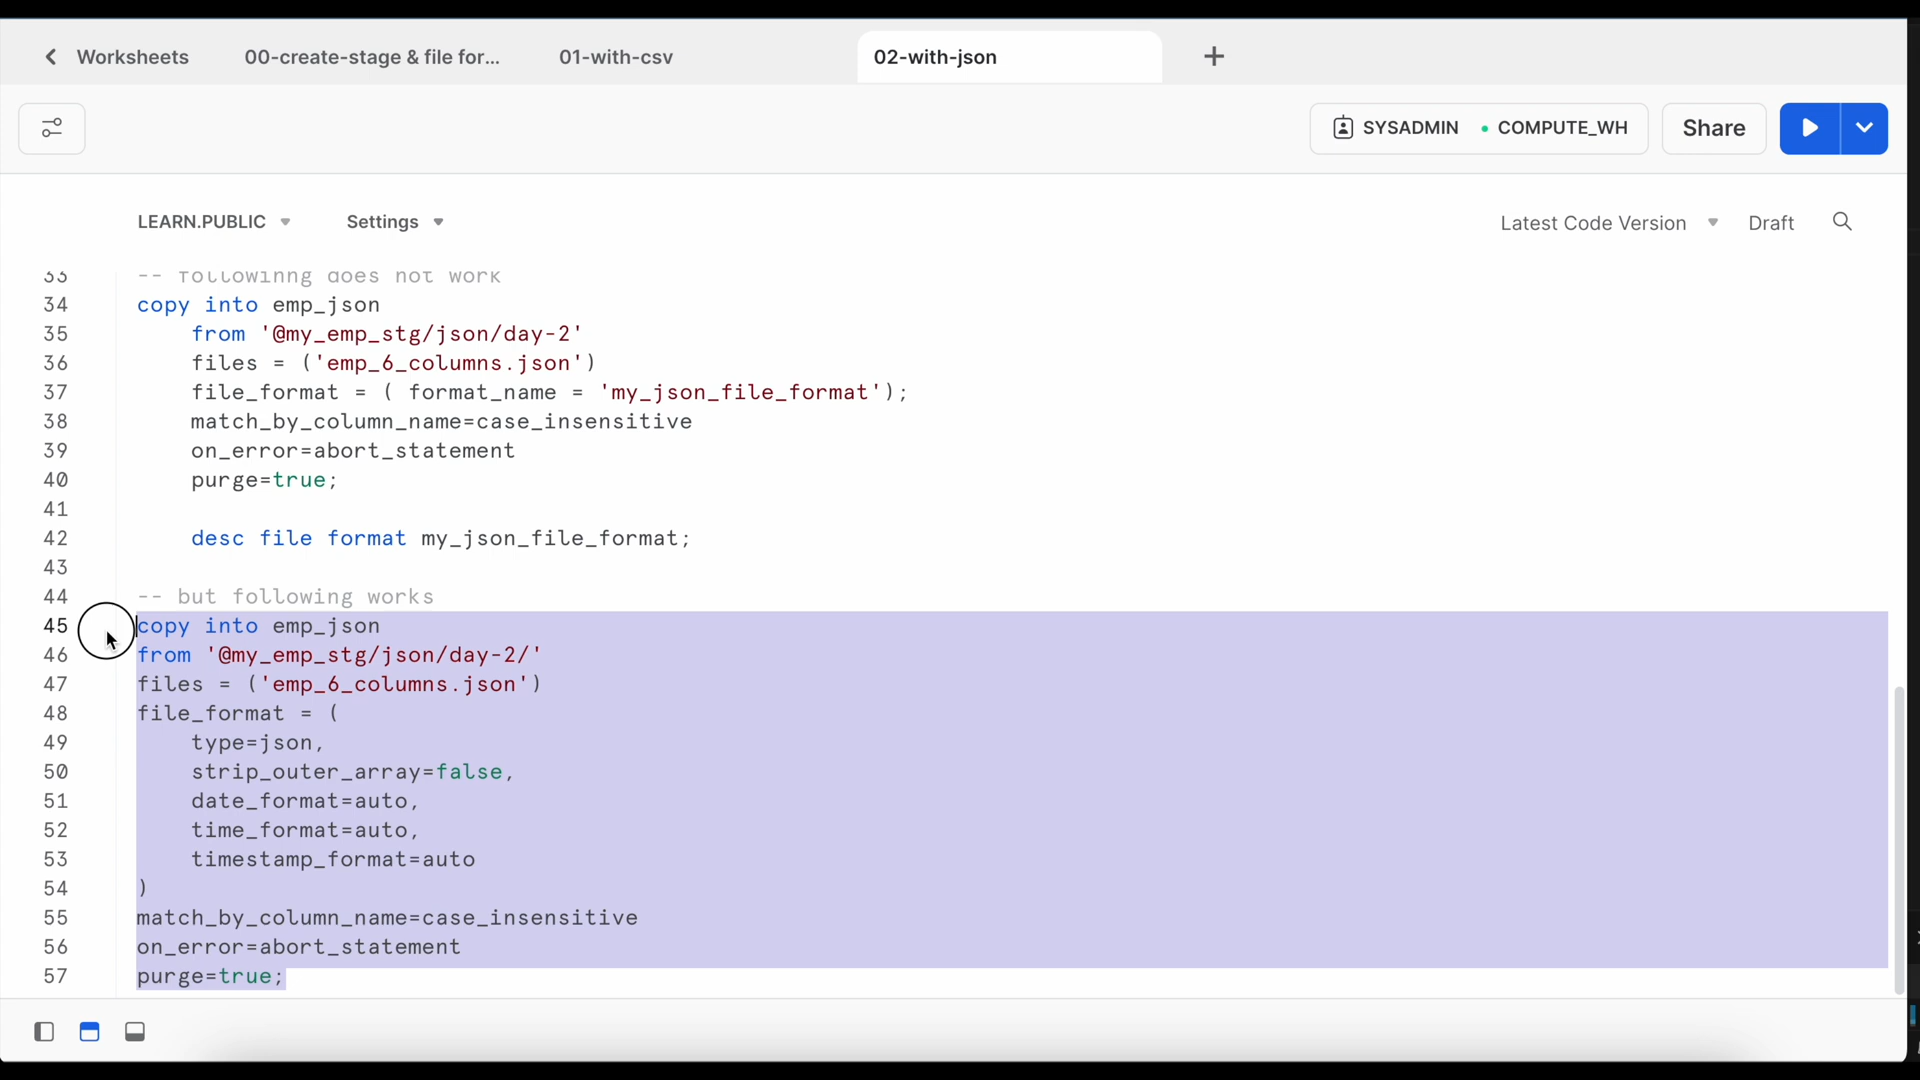 Worksheets
00-create-stage & file for...
01-with-csv
02-with-json
SYSADMIN
COMPUTE_WH
Share
LEARN.PUBLIC
Settings
Latest Code Version
Draft
33 -- followinng does not work
34 copy into emp_json
35 from '@my_emp_stg/json/day-2'
36 files = ('emp_6_columns.json')
37 file_format = ( format_name = 'my_json_file_format');
38 match_by_column_name=case_insensitive
39 on_error=abort_statement
40 purge=true;
41
42 desc file format my_json_file_format;
43
44 -- but following works
45 copy into emp_json
46 from '@my_emp_stg/json/day-2/'
47 files = ('emp_6_columns.json')
48 file_format = (
49 type=json,
50 strip_outer_array=false,
51 date_format=auto,
52 time_format=auto,
53 timestamp_format=auto
54 )
55 match_by_column_name=case_insensitive
56 on_error=abort_statement
57 purge=true;